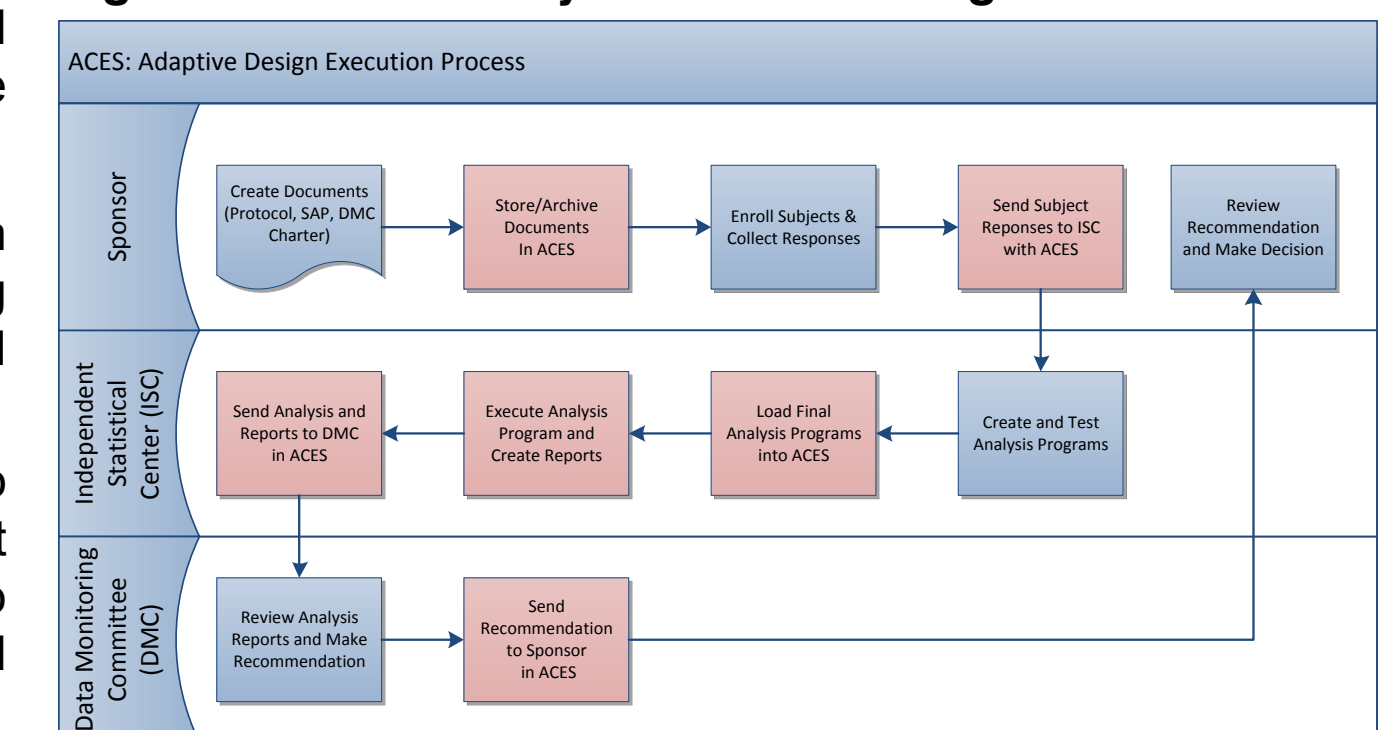 ACES: Adaptive Design Execution Process
Sponsor
Create Documents
(Protocol, SAP, DMC
Charter)
Store/Archive
Documents
In ACES
Enroll Subjects &
Collect Responses
Send Subject
Reponses to ISC
with ACES
Review
Recommendation
and Make Decision
Independent
Statistical
Center (ISC)
Send Analysis and
Reports to DMC
in ACES
Execute Analysis
Program and
Create Reports
Load Final
Analysis Programs
into ACES
Create and Test
Analysis Programs
Data Monitoring
Committee
(DMC)
Review Analysis
Reports and Make
Recommendation
Send
Recommendation
to Sponsor
in ACES